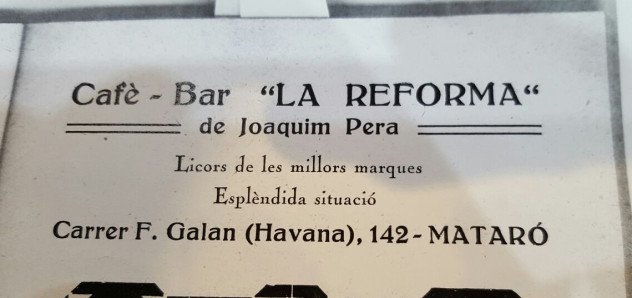 Cafè - Bar “LA REFORMA“
de Joaquim Pera
Licors de les millors marques
Esplèndida situació
Carrer F. Galan (Havana), 142 - MATARÓ